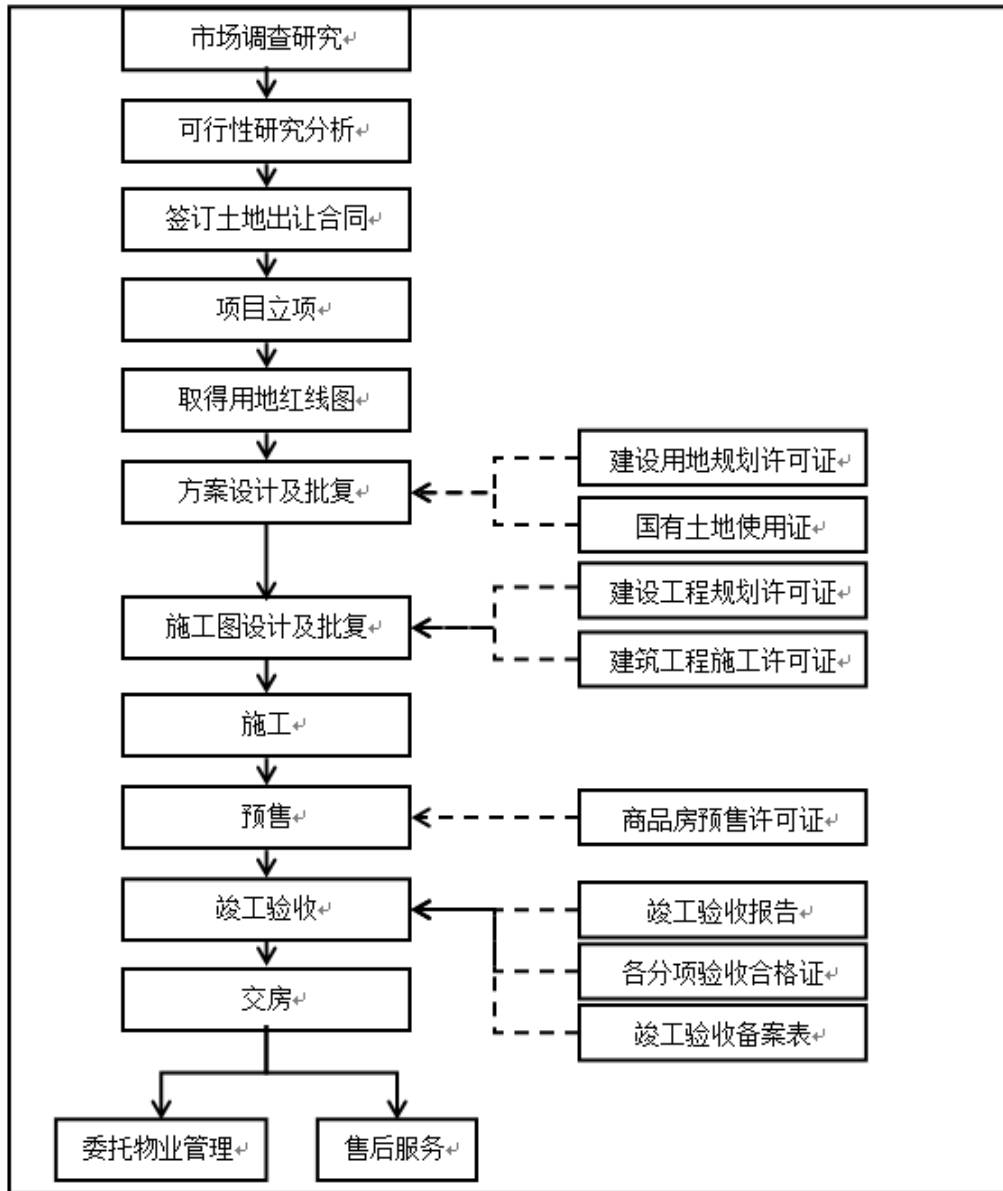 市场调查研究
可行性研究分析
签订土地出让合同
项目立项
取得用地红线图
方案设计及批复
建设用地规划许可证
国有土地使用证
施工图设计及批复
建设工程规划许可证
建筑工程施工许可证
施工
预售
商品房预售许可证
竣工验收
竣工验收报告
各分项验收合格证
竣工验收备案表
交房
委托物业管理
售后服务